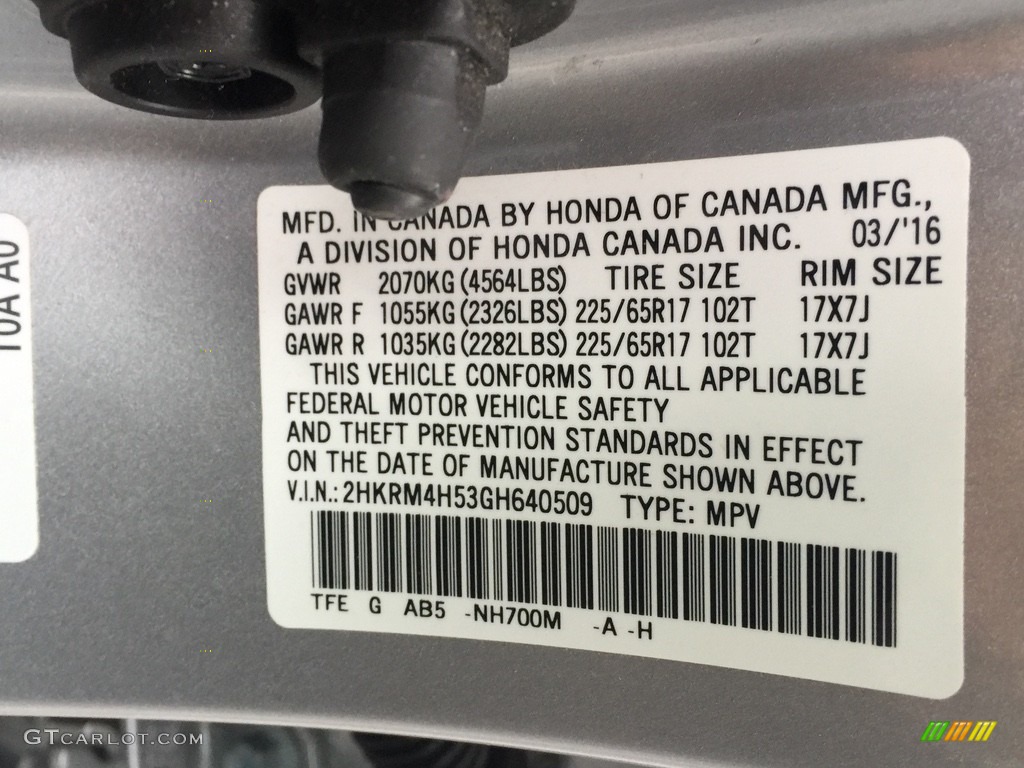 MFD. IN CANADA BY HONDA OF CANADA MFG.,
A DIVISION OF HONDA CANADA INC. 03/'16
GVWR 2070KG (4564LBS) TIRE SIZE RIM SIZE
GAWR F 1055KG (2326LBS) 225/65R17 102T 17X7J
GAWR R 1035KG (2282LBS) 225/65R17 102T 17X7J
THIS VEHICLE CONFORMS TO ALL APPLICABLE
FEDERAL MOTOR VEHICLE SAFETY
AND THEFT PREVENTION STANDARDS IN EFFECT
ON THE DATE OF MANUFACTURE SHOWN ABOVE.
V.I.N.: 2HKRM4H53GH640509 TYPE: MPV
TFE G AB5 -NH700M -A -H
10A A0
GTCARLOT.COM